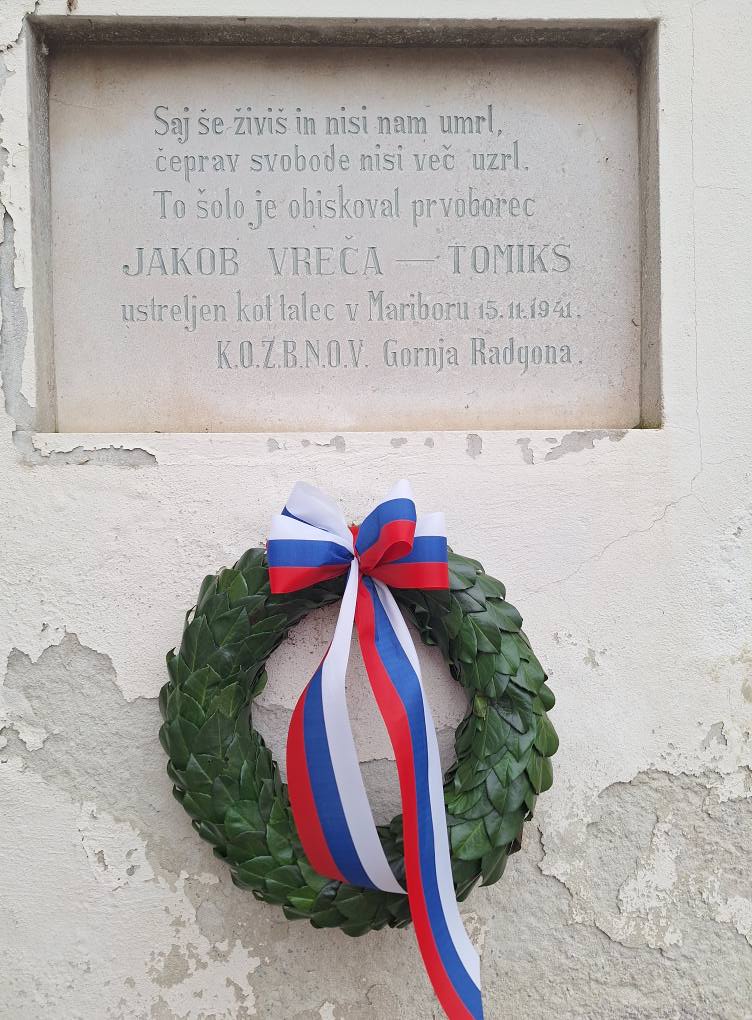 Saj še živiš in nisi nam umrl,
čeprav svobode nisi več uzrl.
To šolo je obiskoval prvoborec
JAKOB VREČA — TOMIKS
ustreljen kot talec v Mariboru 15.11.1941.
K.O.Z.B.N.O.V. Gornja Radgona.